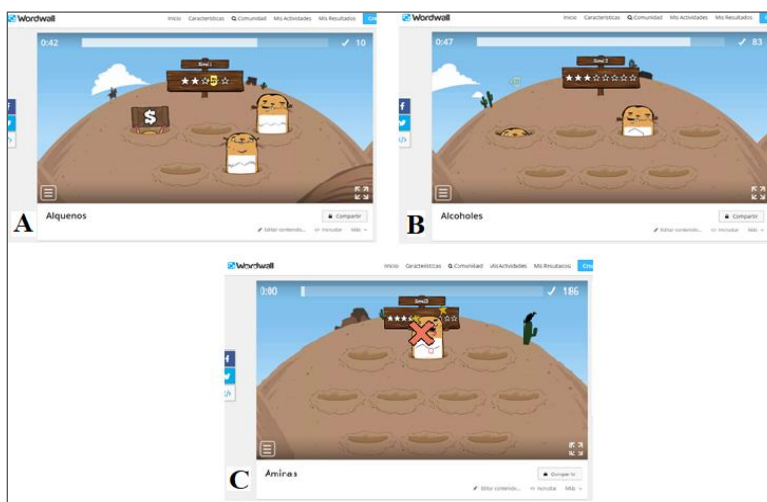 Wordwall
Inicio Características Comunidad Mis Actividades Mis Resultados
0:42
10
$
A
Alquenos
Compartir
Editar contenido... Incrustar Más
Wordwall
Inicio Características Comunidad Mis Actividades Mis Resultados
0:47
83
B
Alcoholes
Compartir
Editar contenido... Incrustar Más
Wordwall
Inicio Características Comunidad Mis Actividades Mis Resultados
0:00
186
C
Aminas
Editar contenido... Incrustar Más